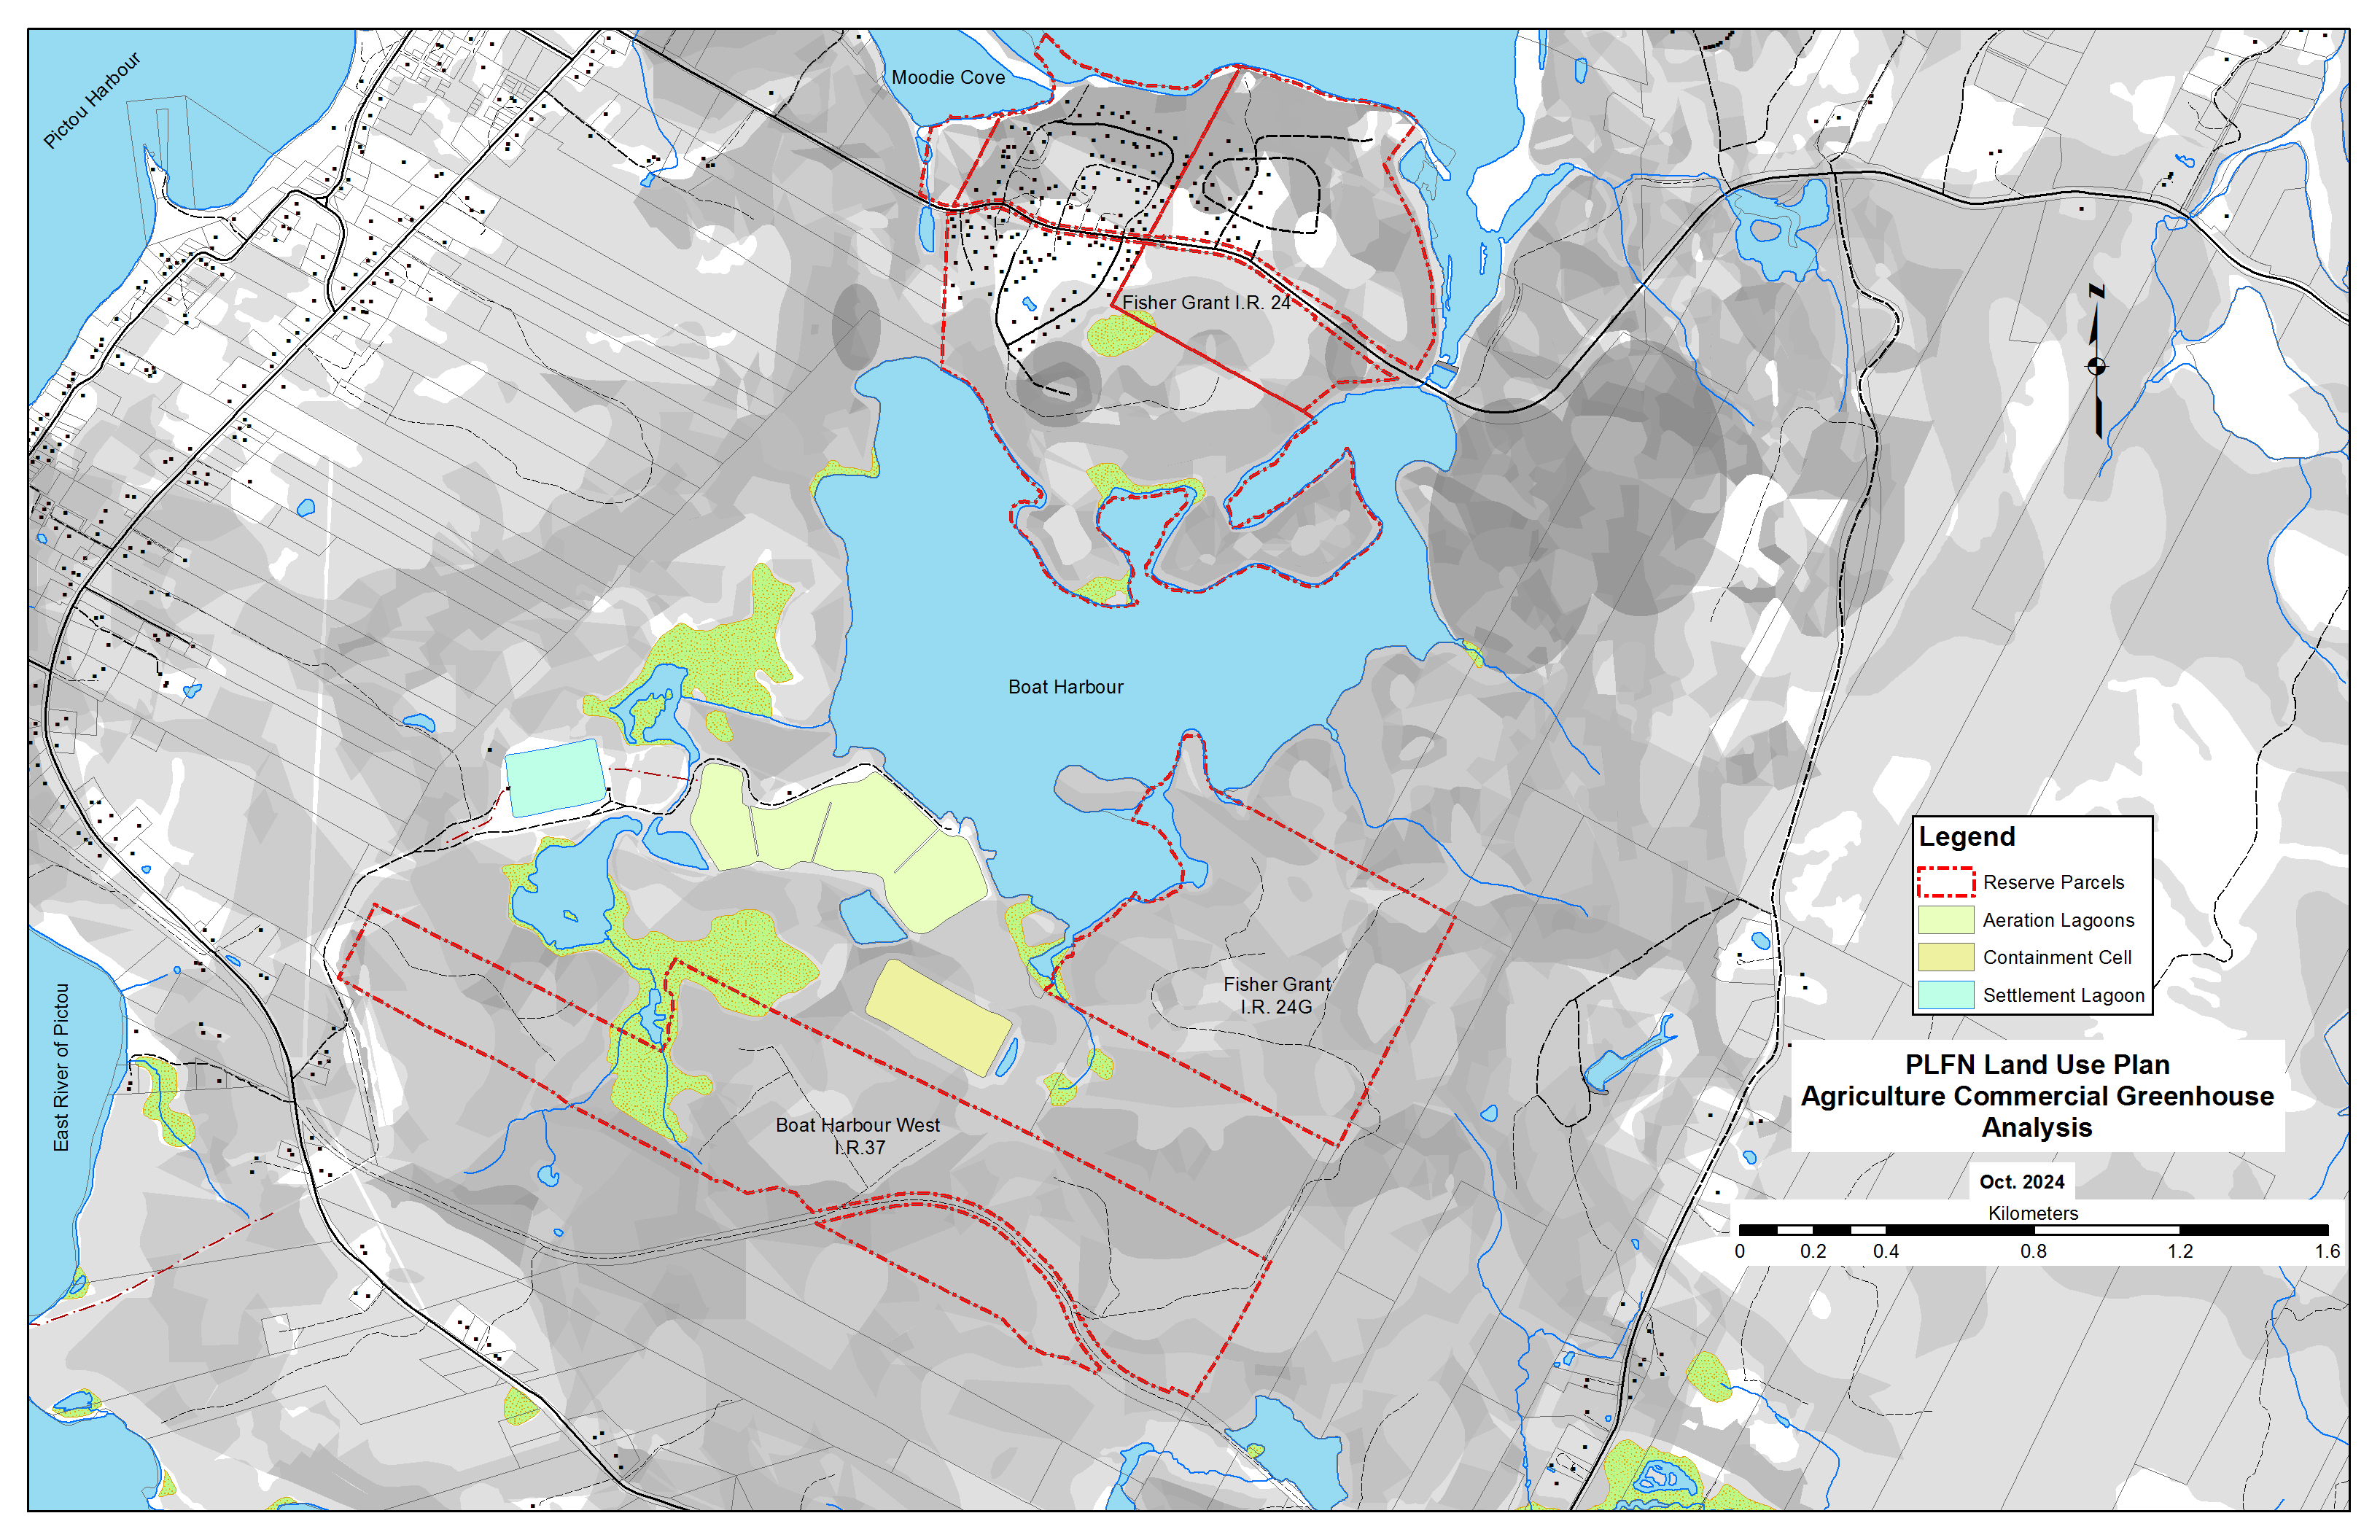 Pictou Harbour
Moodie Cove
N
Fisher Grant I.R. 24
Boat Harbour
Legend
Reserve Parcels
Aeration Lagoons
Containment Cell
Settlement Lagoon
Fisher Grant
I.R. 24G
East River of Pictou
Boat Harbour West
I.R.37
PLFN Land Use Plan
Agriculture Commercial Greenhouse
Analysis
Oct. 2024
Kilometers
0 0.2 0.4 0.8 1.2 1.6